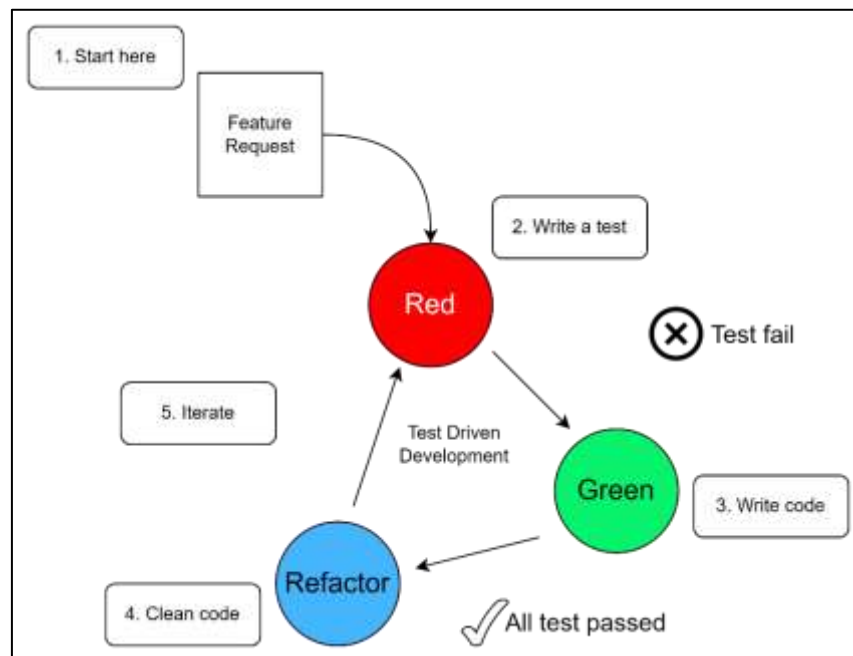 1. Start here
Feature
Request
2. Write a test
Red
Test fail
5. Iterate
Test Driven
Development
Green
3. Write code
Refactor
4. Clean code
All test passed